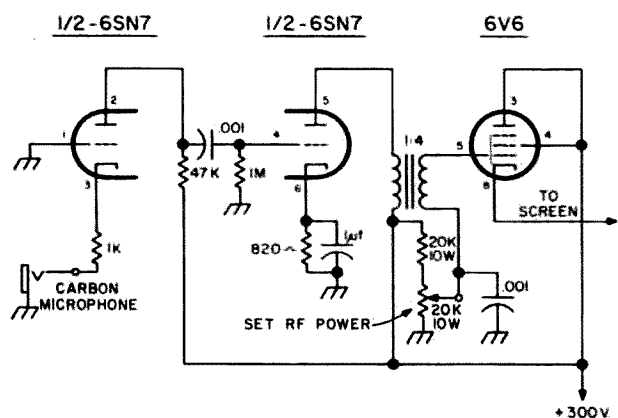 1/2-6SN7
1/2-6SN7
6V6
2
5
3
1
.001
4
1:4
5
4
3
47K
1M
6
8
TO
SCREEN
1K
820
1μf
20K
10W
.001
CARBON
MICROPHONE
SET RF POWER
20K
10W
+300V.